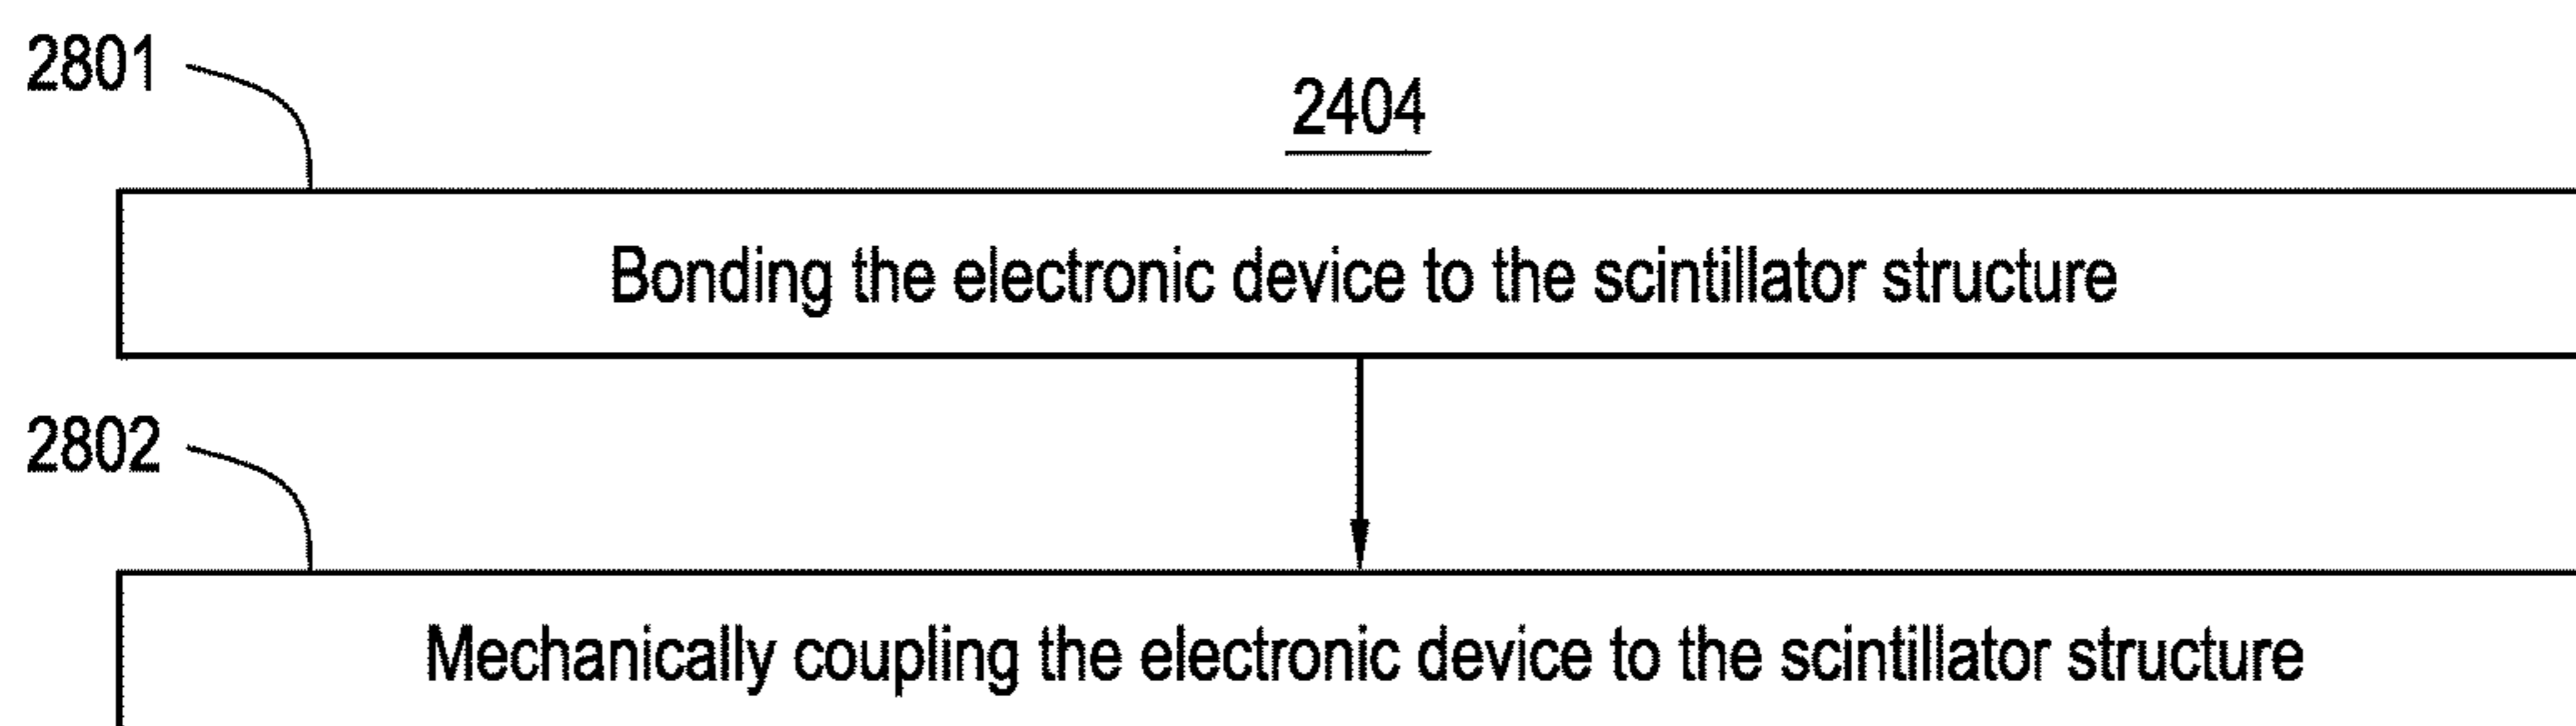 2801
2404
Bonding the electronic device to the scintillator structure
2802
Mechanically coupling the electronic device to the scintillator structure